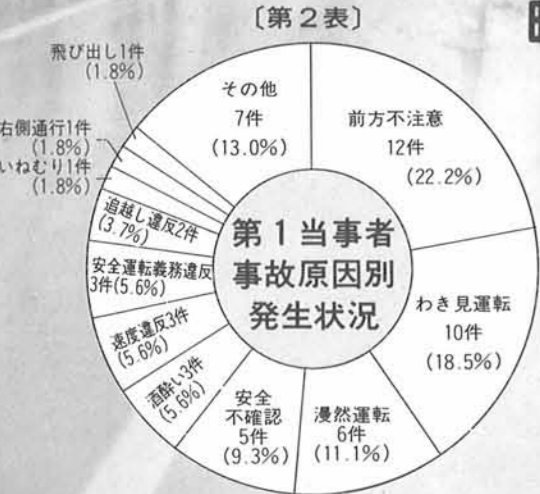 〔第2表〕
第1当事者
事故原因別
発生状況
前方不注意
12件
(22.2%)
わき見運転
10件
(18.5%)
漫然運転
6件
(11.1%)
安全
不確認
5件
(9.3%)
酒酔い3件
(5.6%)
速度違反3件
(5.6%)
安全運転義務違反
3件(5.6%)
追越し違反2件
(3.7%)
いねむり1件
(1.8%)
右側通行1件
(1.8%)
飛び出し1件
(1.8%)
その他
7件
(13.0%)